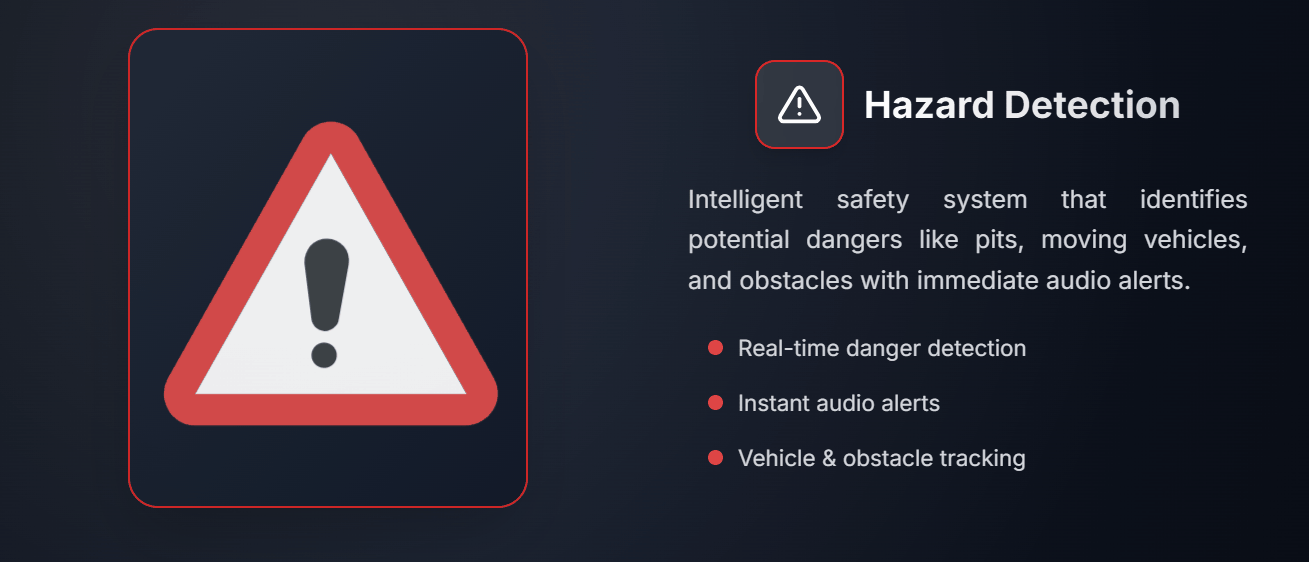 Hazard Detection
Intelligent safety system that identifies
potential dangers like pits, moving vehicles,
and obstacles with immediate audio alerts.
Real-time danger detection
Instant audio alerts
Vehicle & obstacle tracking